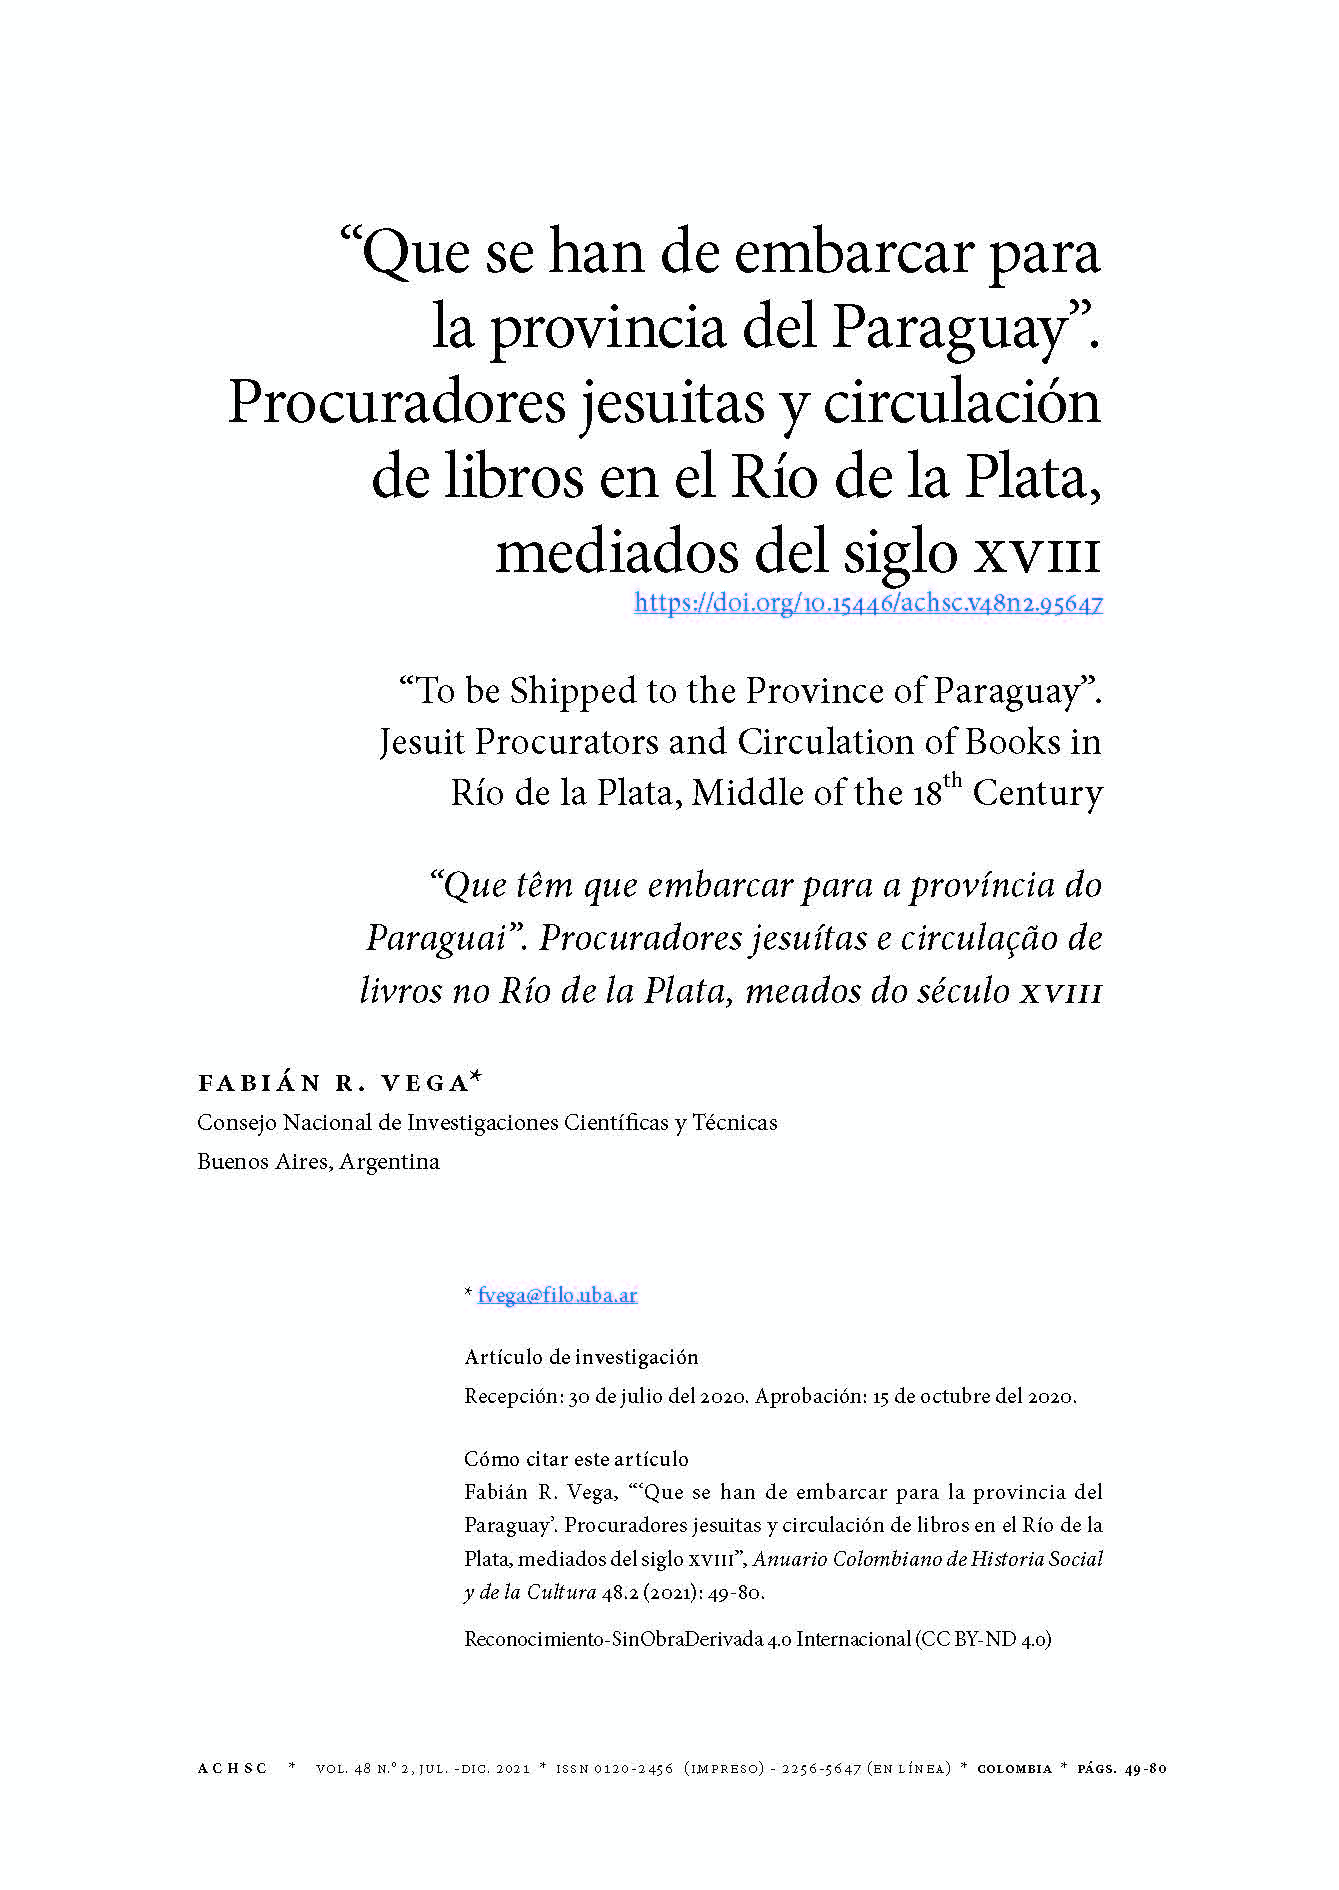 “Que se han de embarcar para
la provincia del Paraguay”.
Procuradores jesuitas y circulación
de libros en el Río de la Plata,
mediados del siglo XVIII
https://doi.org/10.15446/achsc.v48n2.95647
“To be Shipped to the Province of Paraguay”.
Jesuit Procurators and Circulation of Books in
Río de la Plata, Middle of the 18th Century
“Que têm que embarcar para a província do
Paraguai”. Procuradores jesuítas e circulação de
livros no Río de la Plata, meados do século XVIII
FABIÁN R. VEGA*
Consejo Nacional de Investigaciones Científicas y Técnicas
Buenos Aires, Argentina
* fvega@filo.uba.ar
Artículo de investigación
Recepción: 30 de julio del 2020. Aprobación: 15 de octubre del 2020.
Cómo citar este artículo
Fabián R. Vega, “‘Que se han de embarcar para la provincia del
Paraguay’. Procuradores jesuitas y circulación de libros en el Río de la
Plata, mediados del siglo XVIII”, Anuario Colombiano de Historia Social
y de la Cultura 48.2 (2021): 49-80.
Reconocimiento-SinObraDerivada 4.0 Internacional (CC BY-ND 4.0)
ACHSC * VOL. 48 N.° 2, JUL. -DIC. 2021 * ISSN 0120-2456 (IMPRESO) - 2256-5647 (EN LÍNEA) * COLOMBIA * PÁGS. 49-80